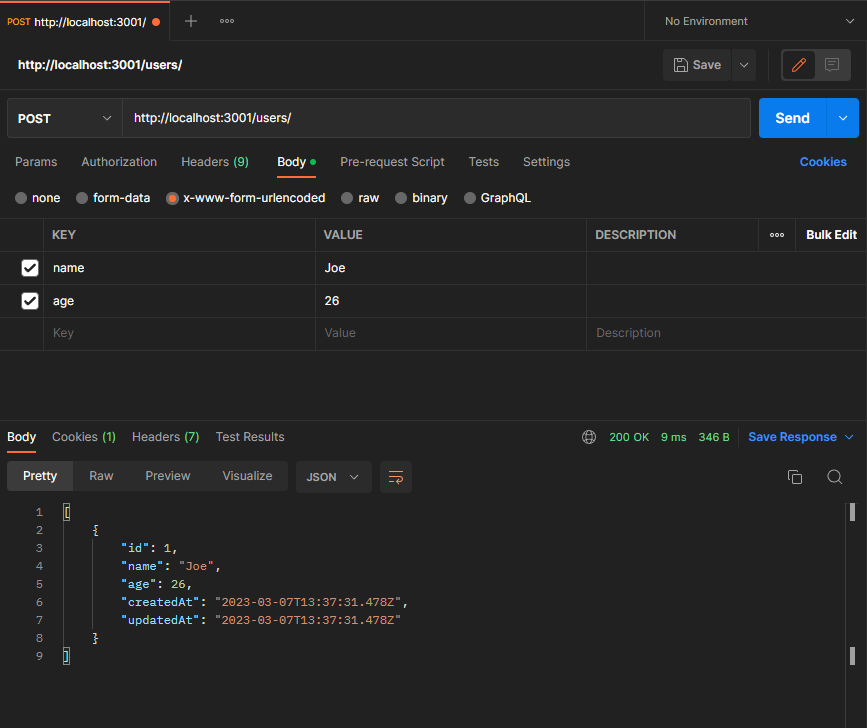 POST http://localhost:3001/ No Environment
http://localhost:3001/users/ Save
POST http://localhost:3001/users/ Send
Params Authorization Headers (9) Body Pre-request Script Tests Settings Cookies
none form-data x-www-form-urlencoded raw binary GraphQL
KEY VALUE DESCRIPTION Bulk Edit
name Joe
age 26
Key Value Description
Body Cookies (1) Headers (7) Test Results 200 OK 9 ms 346 B Save Response
Pretty Raw Preview Visualize JSON
1 [
2 {
3 "id": 1,
4 "name": "Joe",
5 "age": 26,
6 "createdAt": "2023-03-07T13:37:31.478Z",
7 "updatedAt": "2023-03-07T13:37:31.478Z"
8 }
9 ]